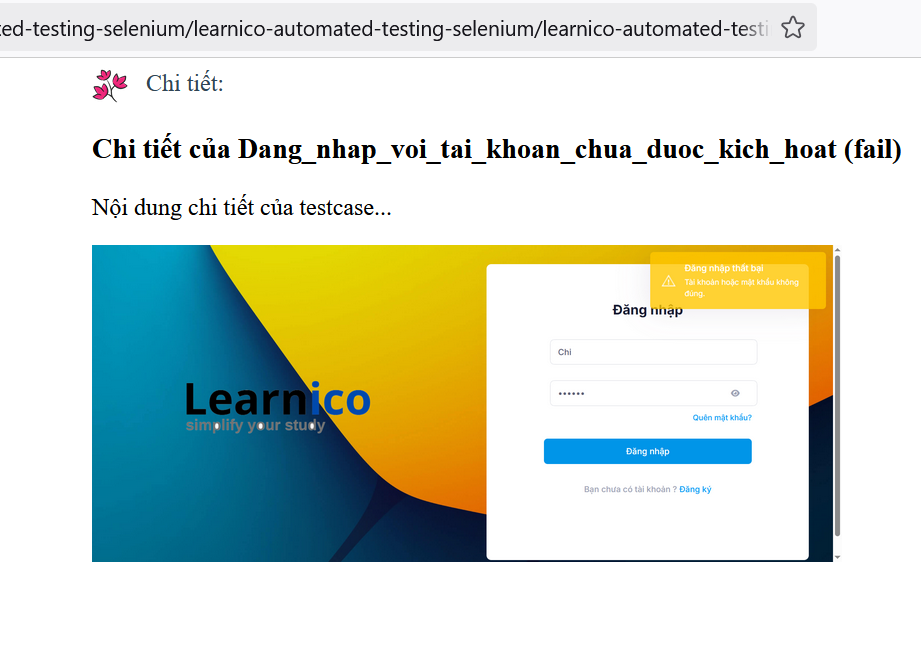 ed-testing-selenium/learnico-automated-testing-selenium/learnico-automated-testi
Chi tiết:
Chi tiết của Dang_nhap_voi_tai_khoan_chua_duoc_kich_hoat (fail)
Nội dung chi tiết của testcase...
Đăng nhập thất bại
Tài khoản hoặc mật khẩu không
đúng.
Đăng nhập
Chi
••••••
Quên mật khẩu?
Đăng nhập
Bạn chưa có tài khoản ? Đăng ký
Learnico
simplify your study